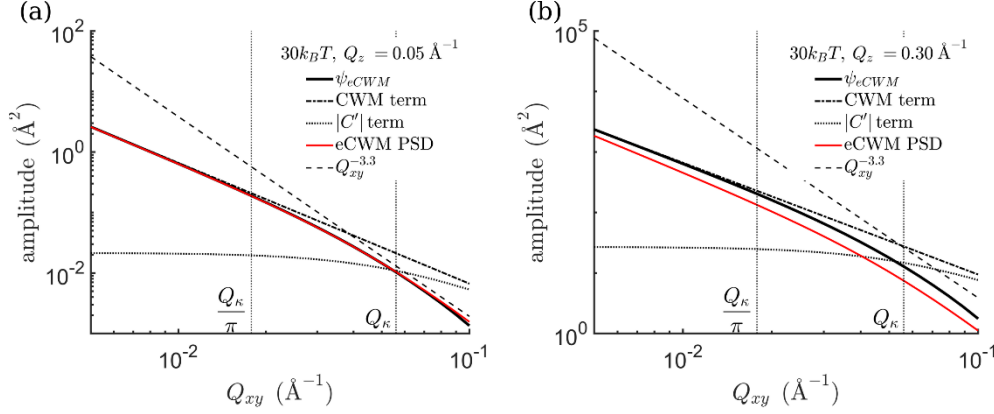 (a)
10^2
10^0
10^-2
amplitude (Å²)
30k_BT, Q_z = 0.05 Å^-1
ψ_eCWM
CWM term
|C′| term
eCWM PSD
Q_xy^-3.3
Q_κ/π
Q_κ
10^-2
10^-1
Q_xy (Å^-1)
(b)
10^5
10^0
amplitude (Å²)
30k_BT, Q_z = 0.30 Å^-1
ψ_eCWM
CWM term
|C′| term
eCWM PSD
Q_xy^-3.3
Q_κ/π
Q_κ
10^-2
10^-1
Q_xy (Å^-1)